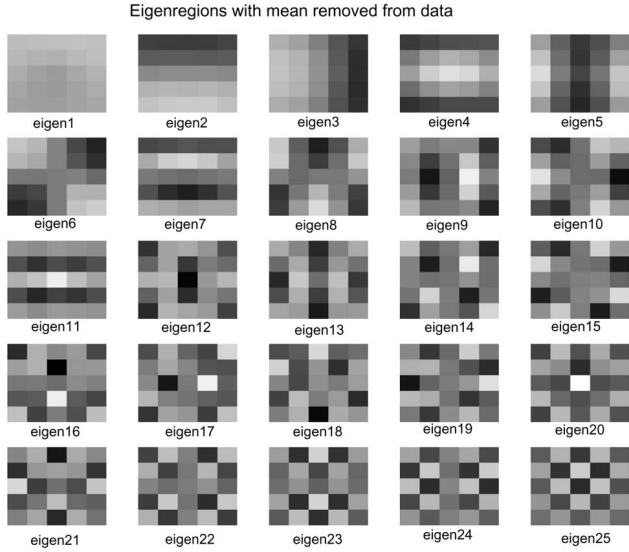 Eigenregions with mean removed from data
eigen1 eigen2 eigen3 eigen4 eigen5
eigen6 eigen7 eigen8 eigen9 eigen10
eigen11 eigen12 eigen13 eigen14 eigen15
eigen16 eigen17 eigen18 eigen19 eigen20
eigen21 eigen22 eigen23 eigen24 eigen25